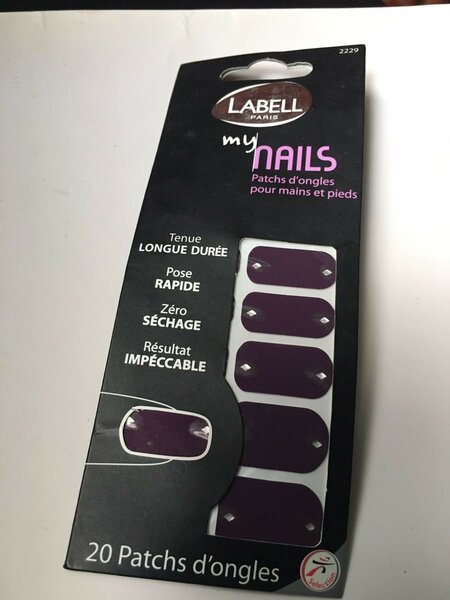 2229
LABELL
PARIS
my
NAILS
Patchs d'ongles
pour mains et pieds
Tenue
LONGUE DURÉE
Pose
RAPIDE
Zéro
SÉCHAGE
Résultat
IMPÉCCABLE
20 Patchs d'ongles
Selection